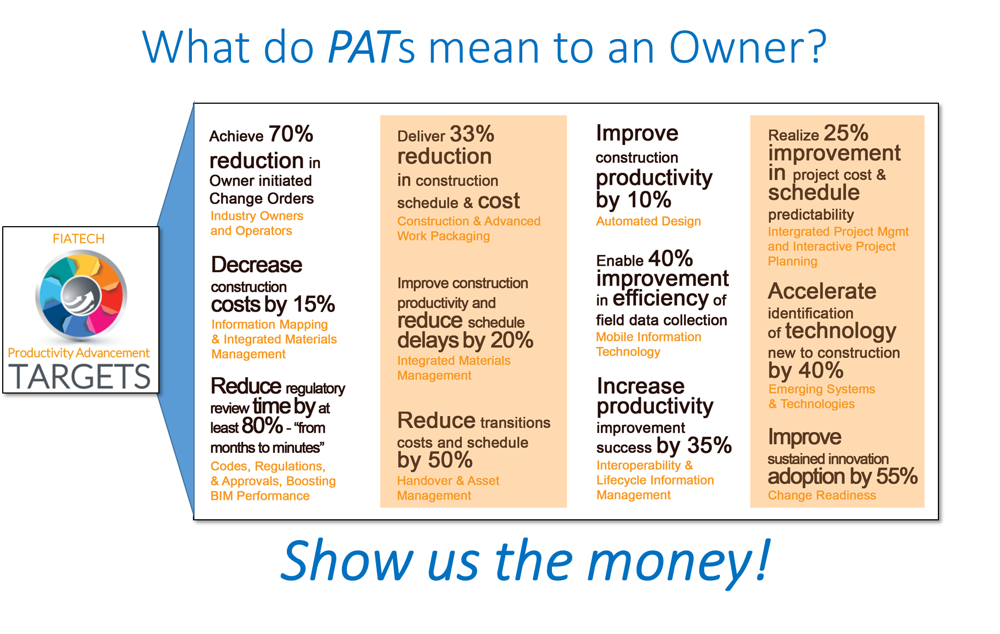 What do PATs mean to an Owner?
FIATECH
Productivity Advancement
TARGETS
Achieve 70%
reduction in
Owner initiated
Change Orders
Industry Owners
and Operators
Decrease
construction
costs by 15%
Information Mapping
& Integrated Materials
Management
Reduce regulatory
review time by at
least 80% - “from
months to minutes”
Codes, Regulations,
& Approvals, Boosting
BIM Performance
Deliver 33%
reduction
in construction
schedule & cost
Construction & Advanced
Work Packaging
Improve construction
productivity and
reduce schedule
delays by 20%
Integrated Materials
Management
Reduce transitions
costs and schedule
by 50%
Handover & Asset
Management
Improve
construction
productivity
by 10%
Automated Design
Enable 40%
improvement
in efficiency of
field data collection
Mobile Information
Technology
Increase
productivity
improvement
success by 35%
Interoperability &
Lifecycle Information
Management
Realize 25%
improvement
in project cost &
schedule
predictability
Intergrated Project Mgmt
and Interactive Project
Planning
Accelerate
identification
of technology
new to construction
by 40%
Emerging Systems
& Technologies
Improve
sustained innovation
adoption by 55%
Change Readiness
Show us the money!